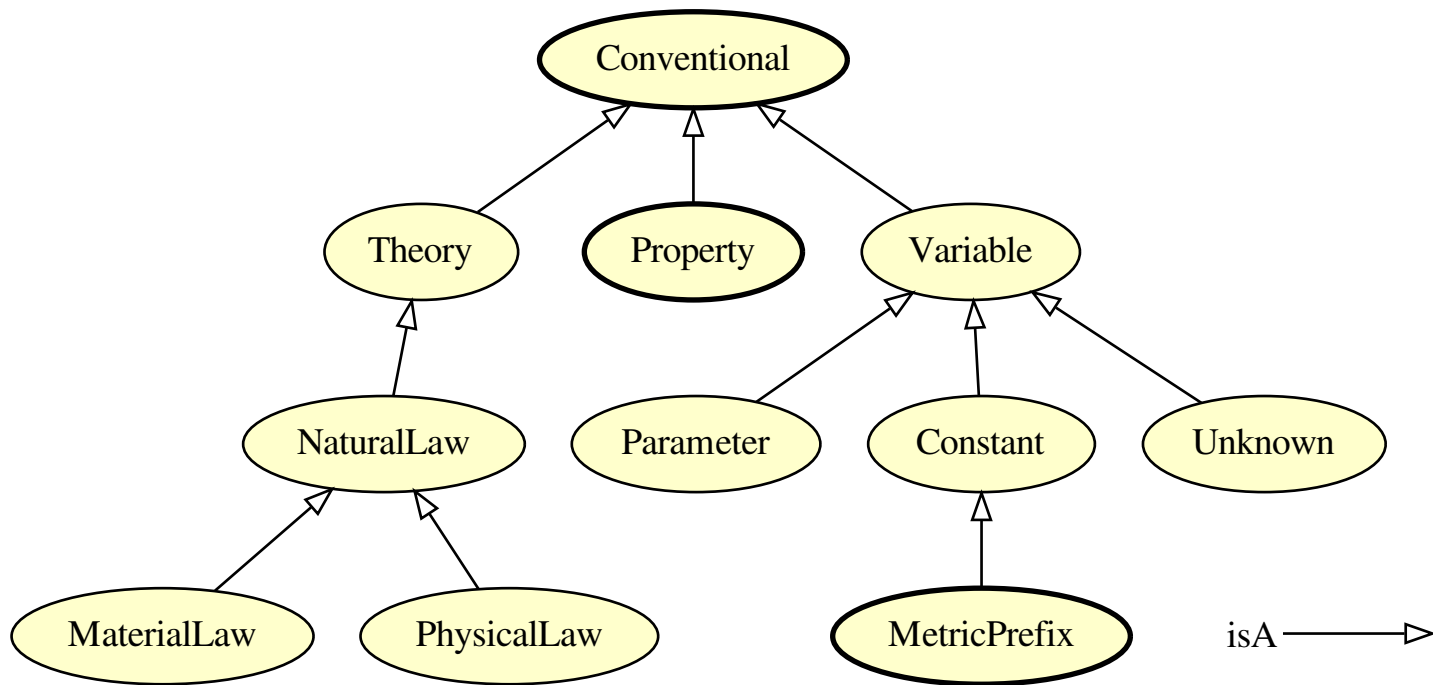 Conventional
Theory
Property
Variable
NaturalLaw
Parameter
Constant
Unknown
MaterialLaw
PhysicalLaw
MetricPrefix
isA